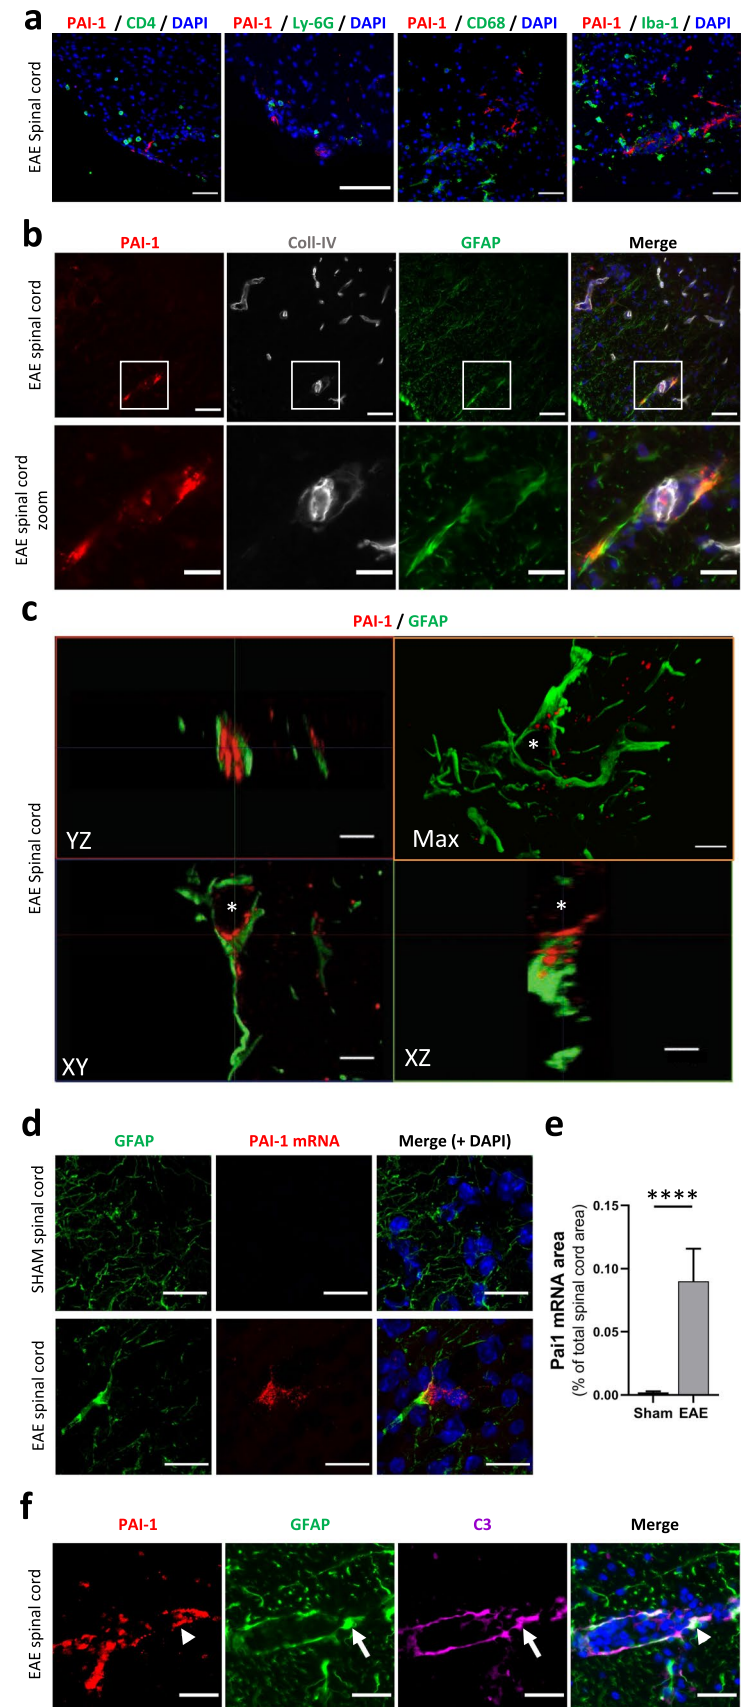 a
PAI-1 / CD4 / DAPI
PAI-1 / Ly-6G / DAPI
PAI-1 / CD68 / DAPI
PAI-1 / Iba-1 / DAPI
EAE Spinal cord
b
PAI-1
Coll-IV
GFAP
Merge
EAE spinal cord
EAE spinal cord
zoom
c
PAI-1 / GFAP
EAE Spinal cord
YZ
*
Max
*
XY
*
XZ
d
GFAP
PAI-1 mRNA
Merge (+ DAPI)
SHAM spinal cord
EAE spinal cord
e
****
Pai1 mRNA area
(% of total spinal cord area)
0.15
0.10
0.05
0.00
Sham
EAE
f
PAI-1
GFAP
C3
Merge
EAE spinal cord